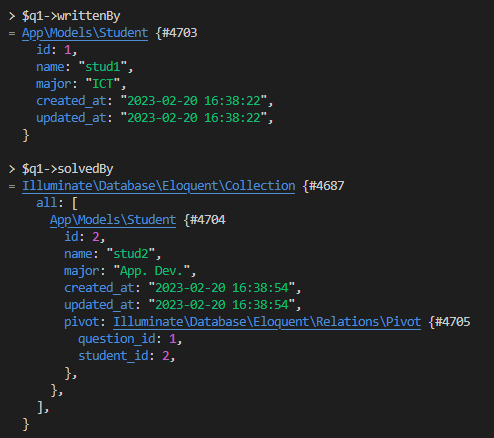 > $q1->writtenBy
= App\Models\Student {#4703
id: 1,
name: "stud1",
major: "ICT",
created_at: "2023-02-20 16:38:22",
updated_at: "2023-02-20 16:38:22",
}
> $q1->solvedBy
= Illuminate\Database\Eloquent\Collection {#4687
all: [
App\Models\Student {#4704
id: 2,
name: "stud2",
major: "App. Dev.",
created_at: "2023-02-20 16:38:54",
updated_at: "2023-02-20 16:38:54",
pivot: Illuminate\Database\Eloquent\Relations\Pivot {#4705
question_id: 1,
student_id: 2,
},
},
],
}